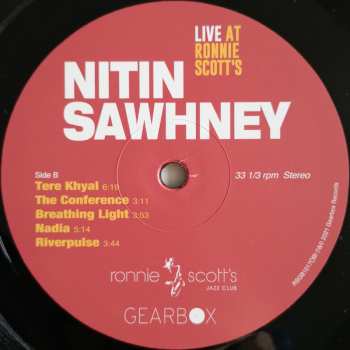 LIVE AT
RONNIE
SCOTT'S
NITIN
SAWHNEY
Side B
33 1/3 rpm Stereo
Tere Khyal 6:19
The Conference 3:11
Breathing Light 3:53
Nadia 5:14
Riverpulse 3:44
ronnie scott's
JAZZ CLUB
GEARBOX